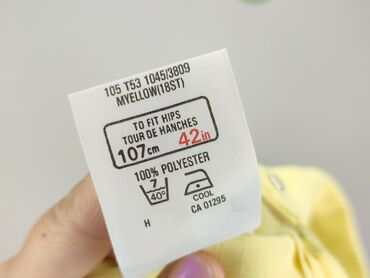 105 T53 1045/3809
MYELLOW(18ST)
TO FIT HIPS
TOUR DE HANCHES
107cm 42in
100% POLYESTER
7
40°
COOL
H CA 01295